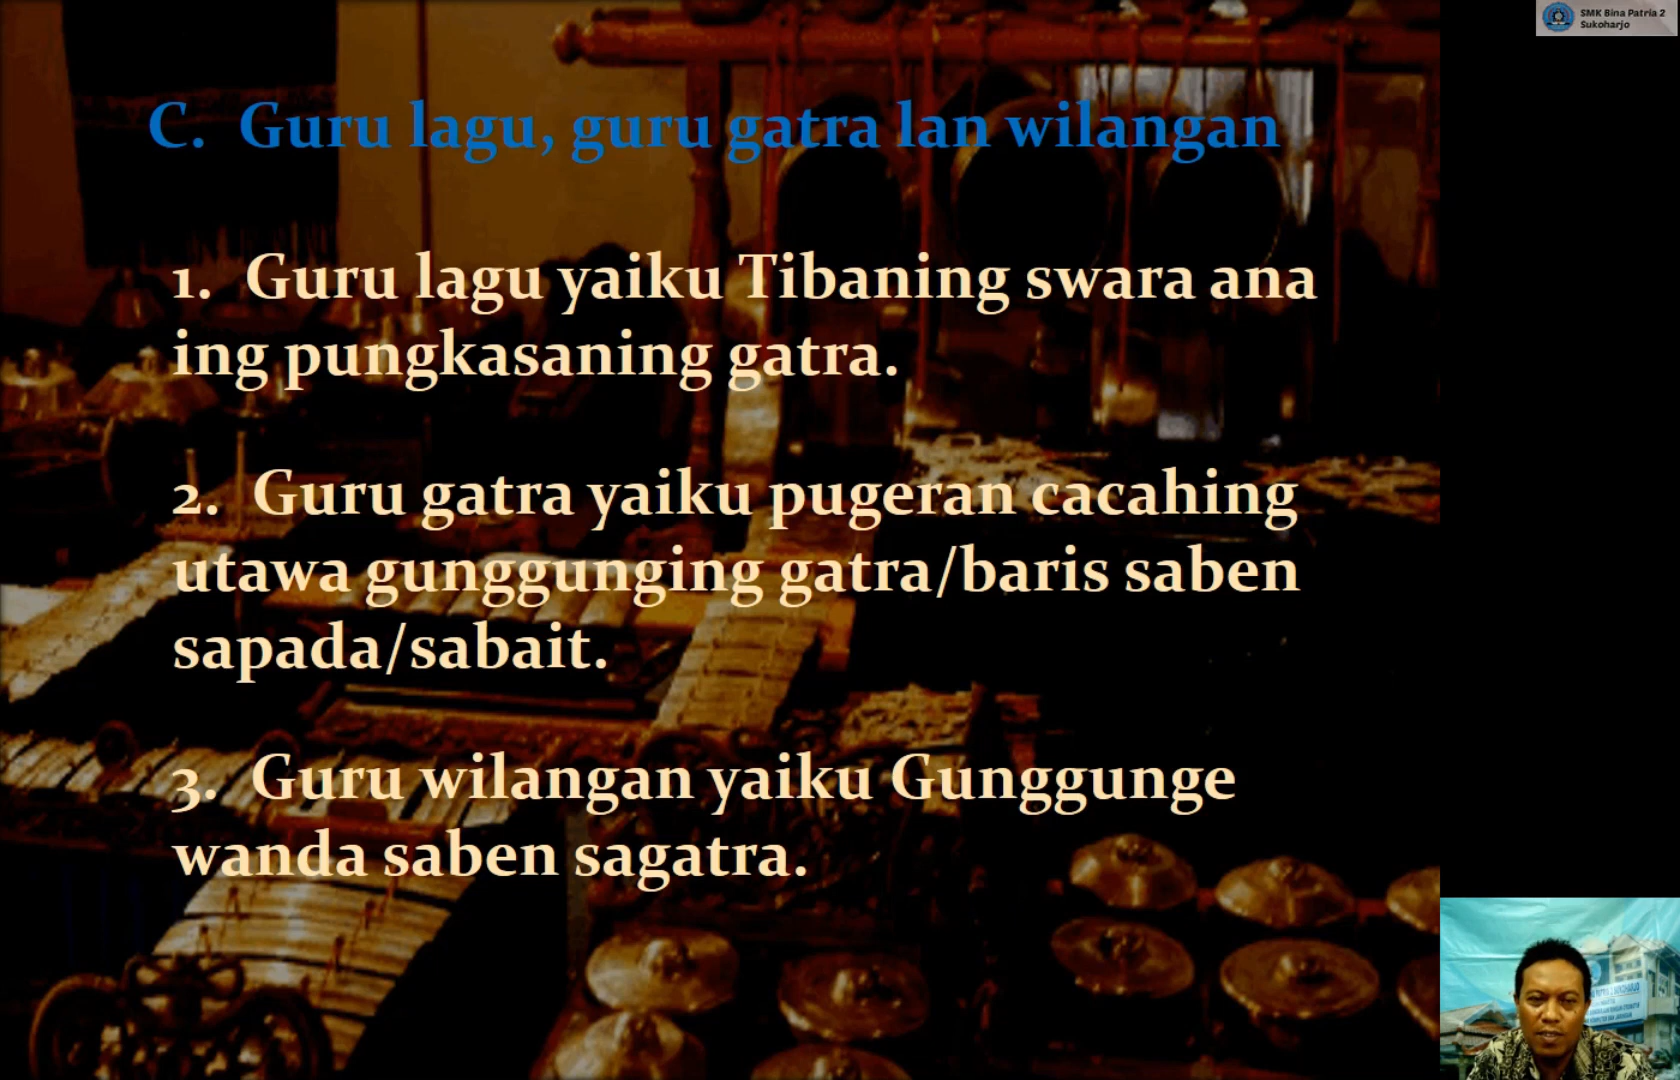 SMK Bina Patria 2
Sukoharjo
C. Guru lagu, guru gatra lan wilangan
1. Guru lagu yaiku Tibaning swara ana
ing pungkasaning gatra.
2. Guru gatra yaiku pugeran cacahing
utawa gunggunging gatra/baris saben
sapada/sabait.
3. Guru wilangan yaiku Gunggunge
wanda saben sagatra.